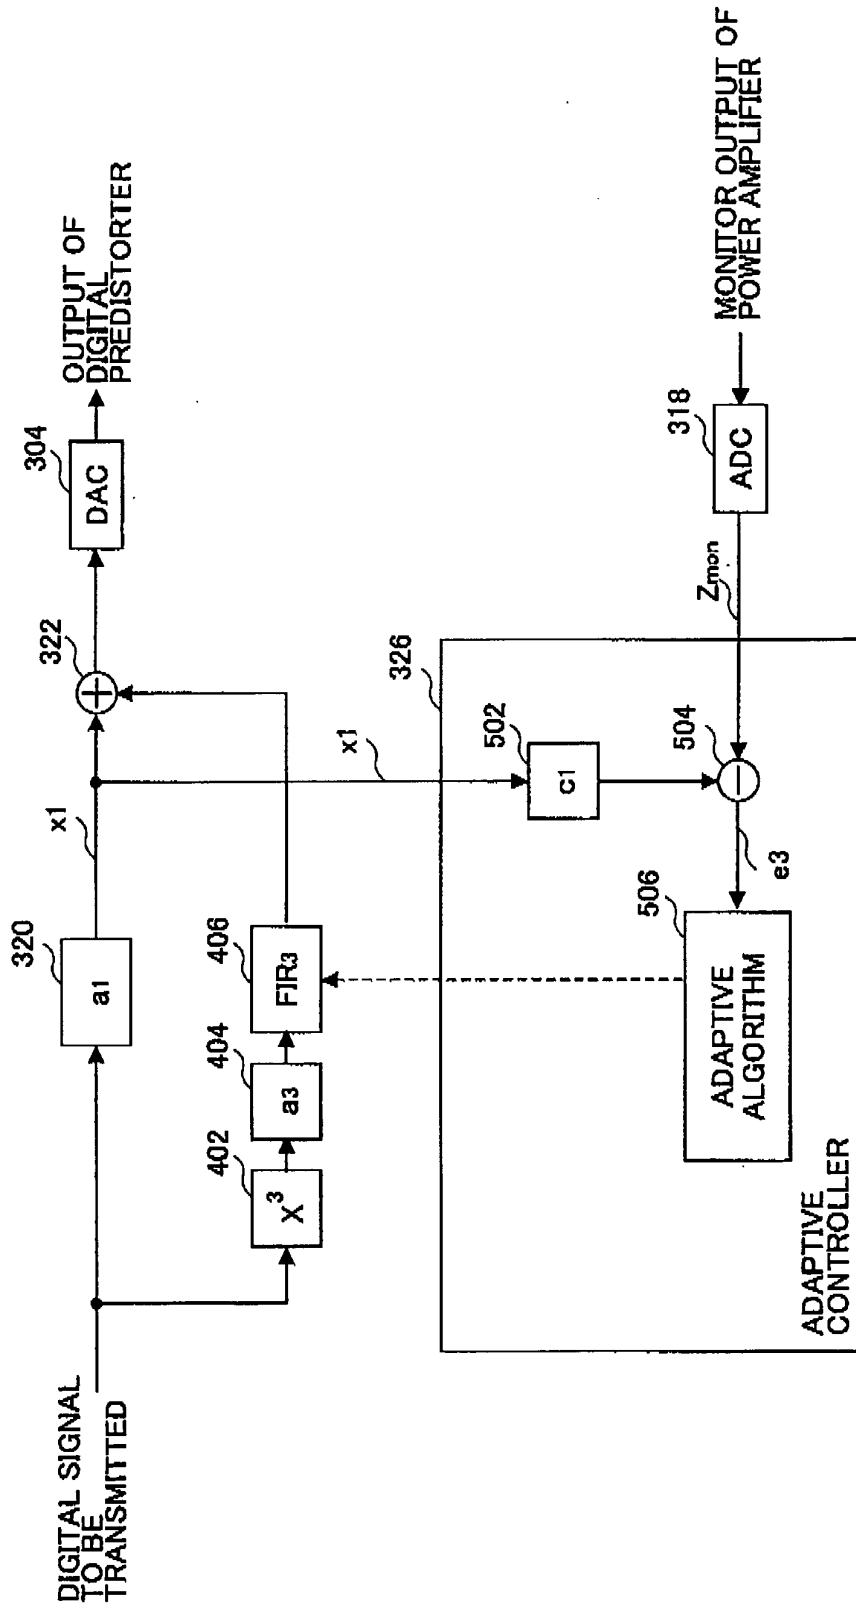 DIGITAL SIGNAL
TO BE
TRANSMITTED
320
a1
x1
322
304
DAC
OUTPUT OF
DIGITAL
PREDISTORTER
402
X³
404
a3
406
FIR3
x1
326
502
c1
504
e3
506
ADAPTIVE
ALGORITHM
ADAPTIVE
CONTROLLER
Zmon
318
ADC
MONITOR OUTPUT OF
POWER AMPLIFIER